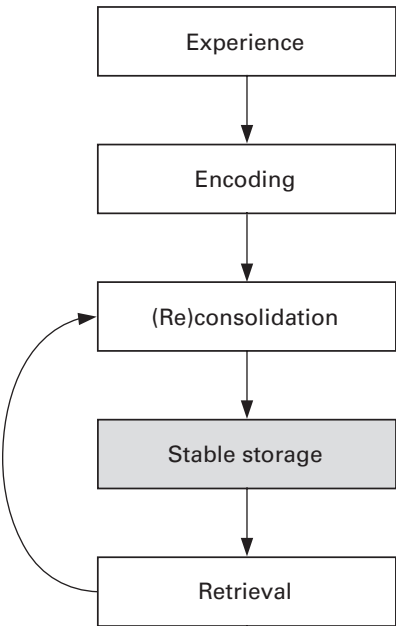 Experience
Encoding
(Re)consolidation
Stable storage
Retrieval